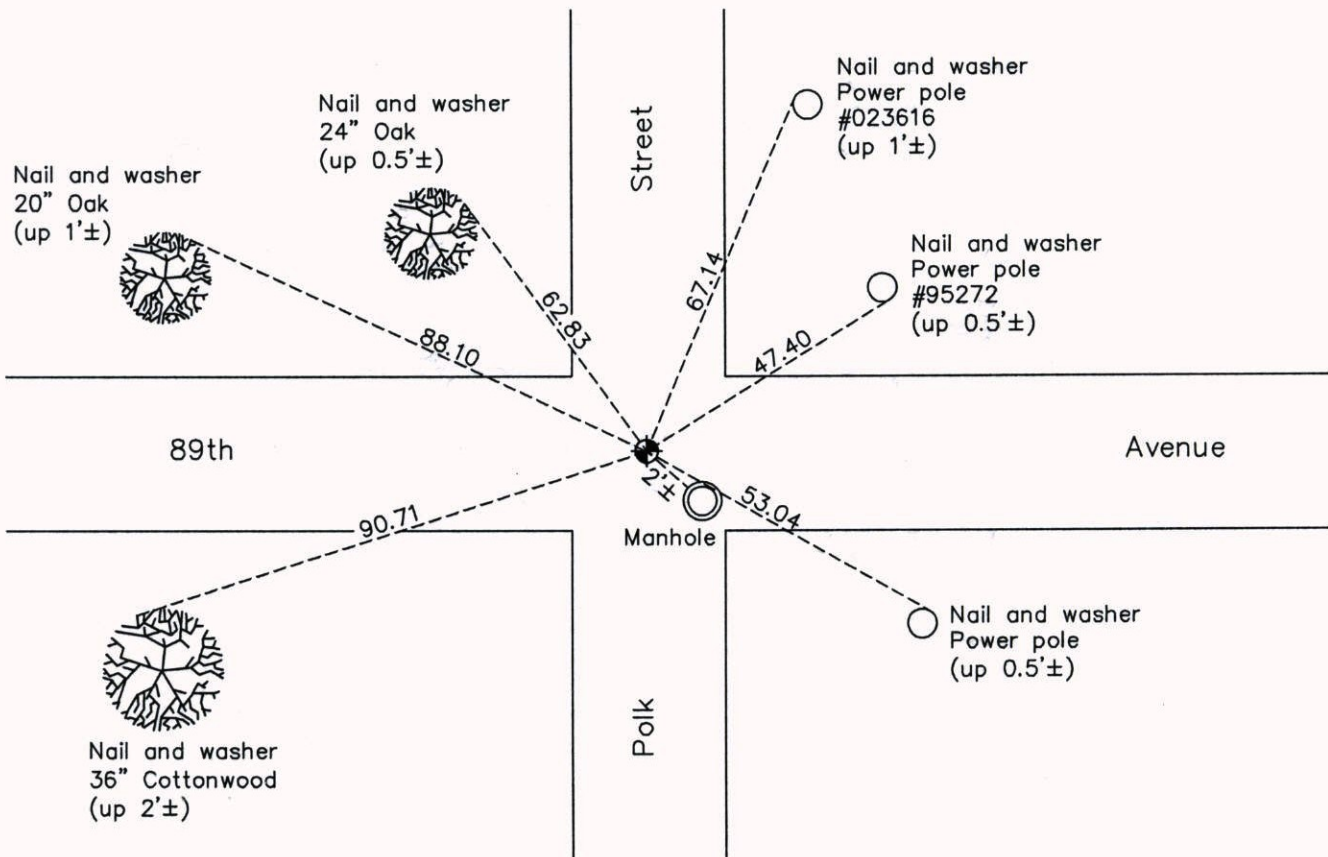 Nail and washer
Power pole
#023616
(up 1'±)
Nail and washer
24" Oak
(up 0.5'±)
Street
Nail and washer
20" Oak
(up 1'±)
Nail and washer
Power pole
#95272
(up 0.5'±)
67.14
62.83
88.10
47.40
89th
Avenue
2'±
53.04
90.71
Manhole
Nail and washer
Power pole
(up 0.5'±)
Polk
Nail and washer
36" Cottonwood
(up 2'±)